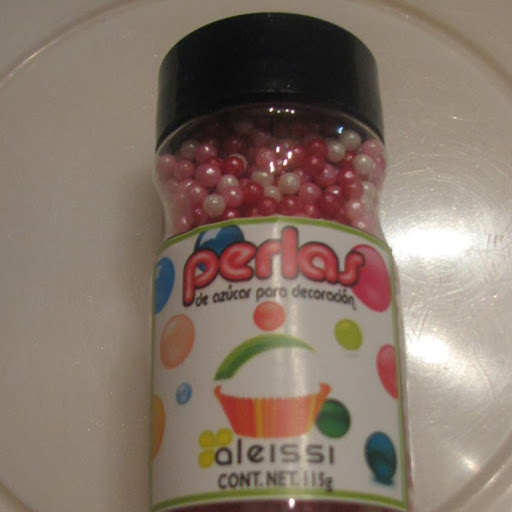 perlas
de azúcar para decoración
aleissi
CONT. NET. 115g